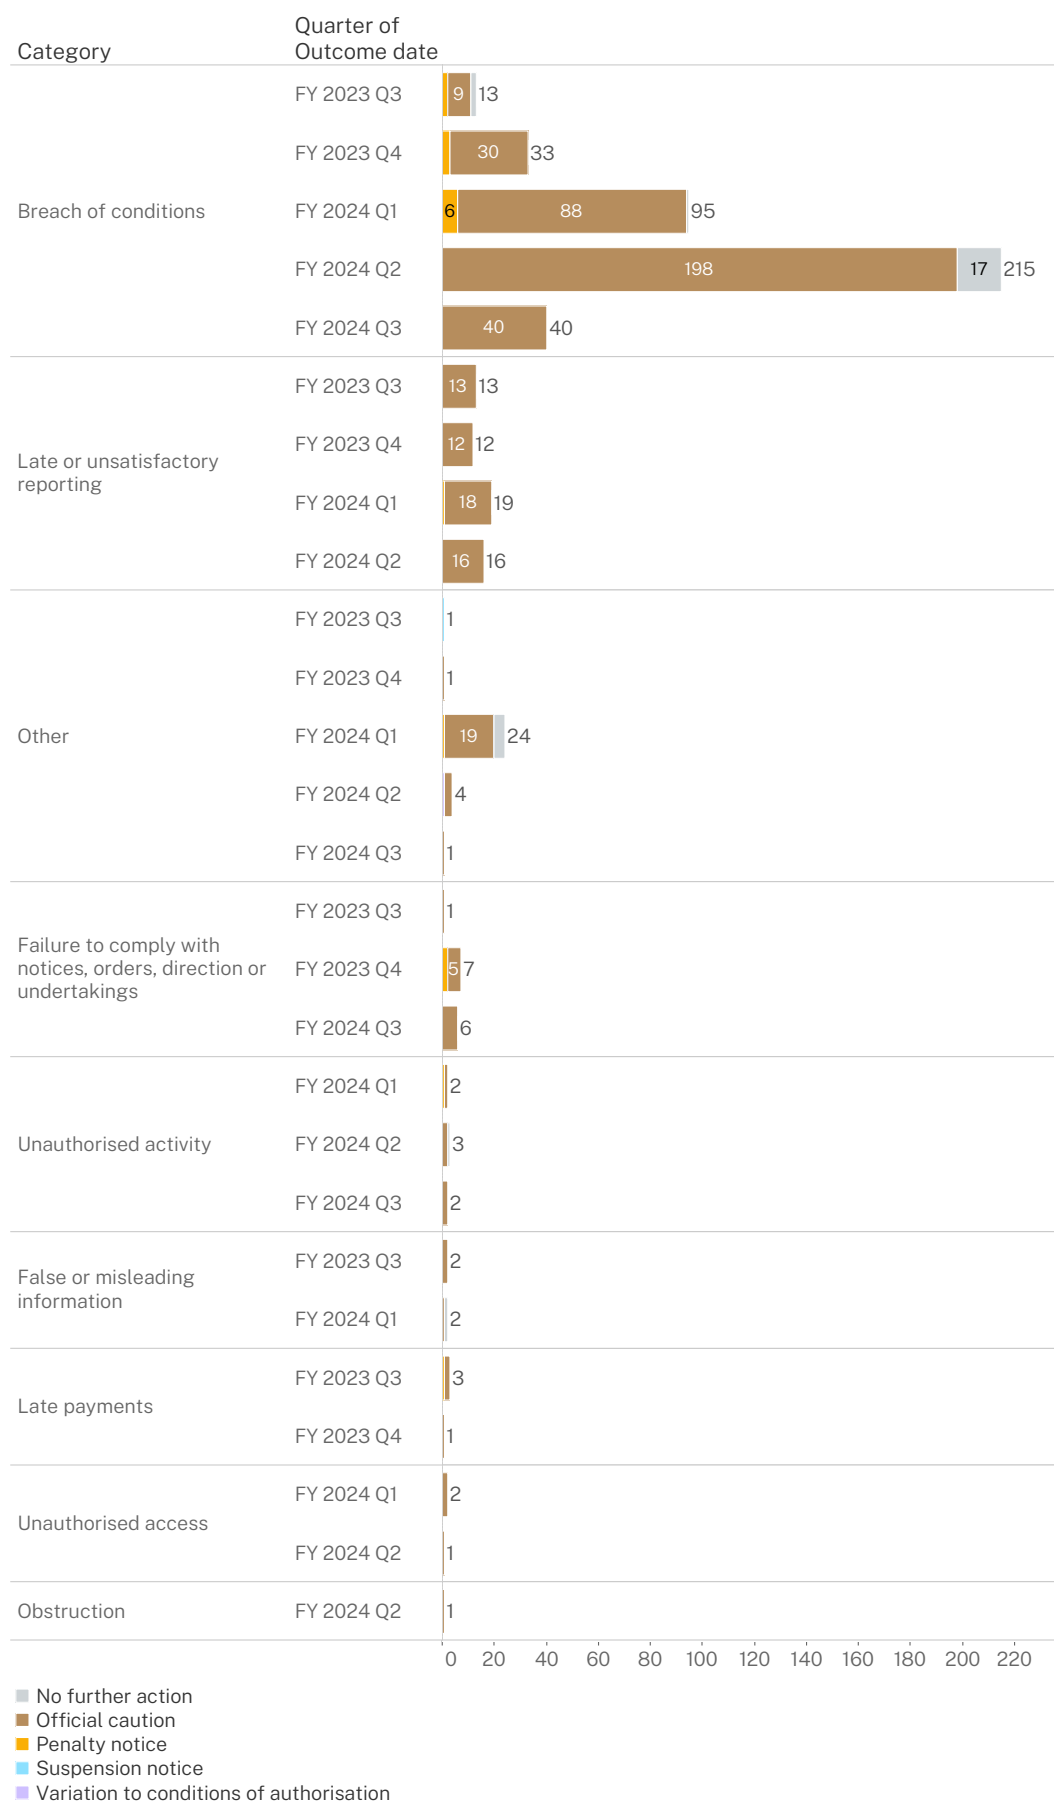 Category
Quarter of
Outcome date
Breach of conditions
FY 2023 Q3 9 13
FY 2023 Q4 30 33
FY 2024 Q1 6 88 95
FY 2024 Q2 198 17 215
FY 2024 Q3 40 40
Late or unsatisfactory
reporting
FY 2023 Q3 13 13
FY 2023 Q4 12 12
FY 2024 Q1 18 19
FY 2024 Q2 16 16
Other
FY 2023 Q3 1
FY 2023 Q4 1
FY 2024 Q1 19 24
FY 2024 Q2 4
FY 2024 Q3 1
Failure to comply with
notices, orders, direction or
undertakings
FY 2023 Q3 1
FY 2023 Q4 5 7
FY 2024 Q3 6
Unauthorised activity
FY 2024 Q1 2
FY 2024 Q2 3
FY 2024 Q3 2
False or misleading
information
FY 2023 Q3 2
FY 2024 Q1 2
Late payments
FY 2023 Q3 3
FY 2023 Q4 1
Unauthorised access
FY 2024 Q1 2
FY 2024 Q2 1
Obstruction
FY 2024 Q2 1
0 20 40 60 80 100 120 140 160 180 200 220
No further action
Official caution
Penalty notice
Suspension notice
Variation to conditions of authorisation